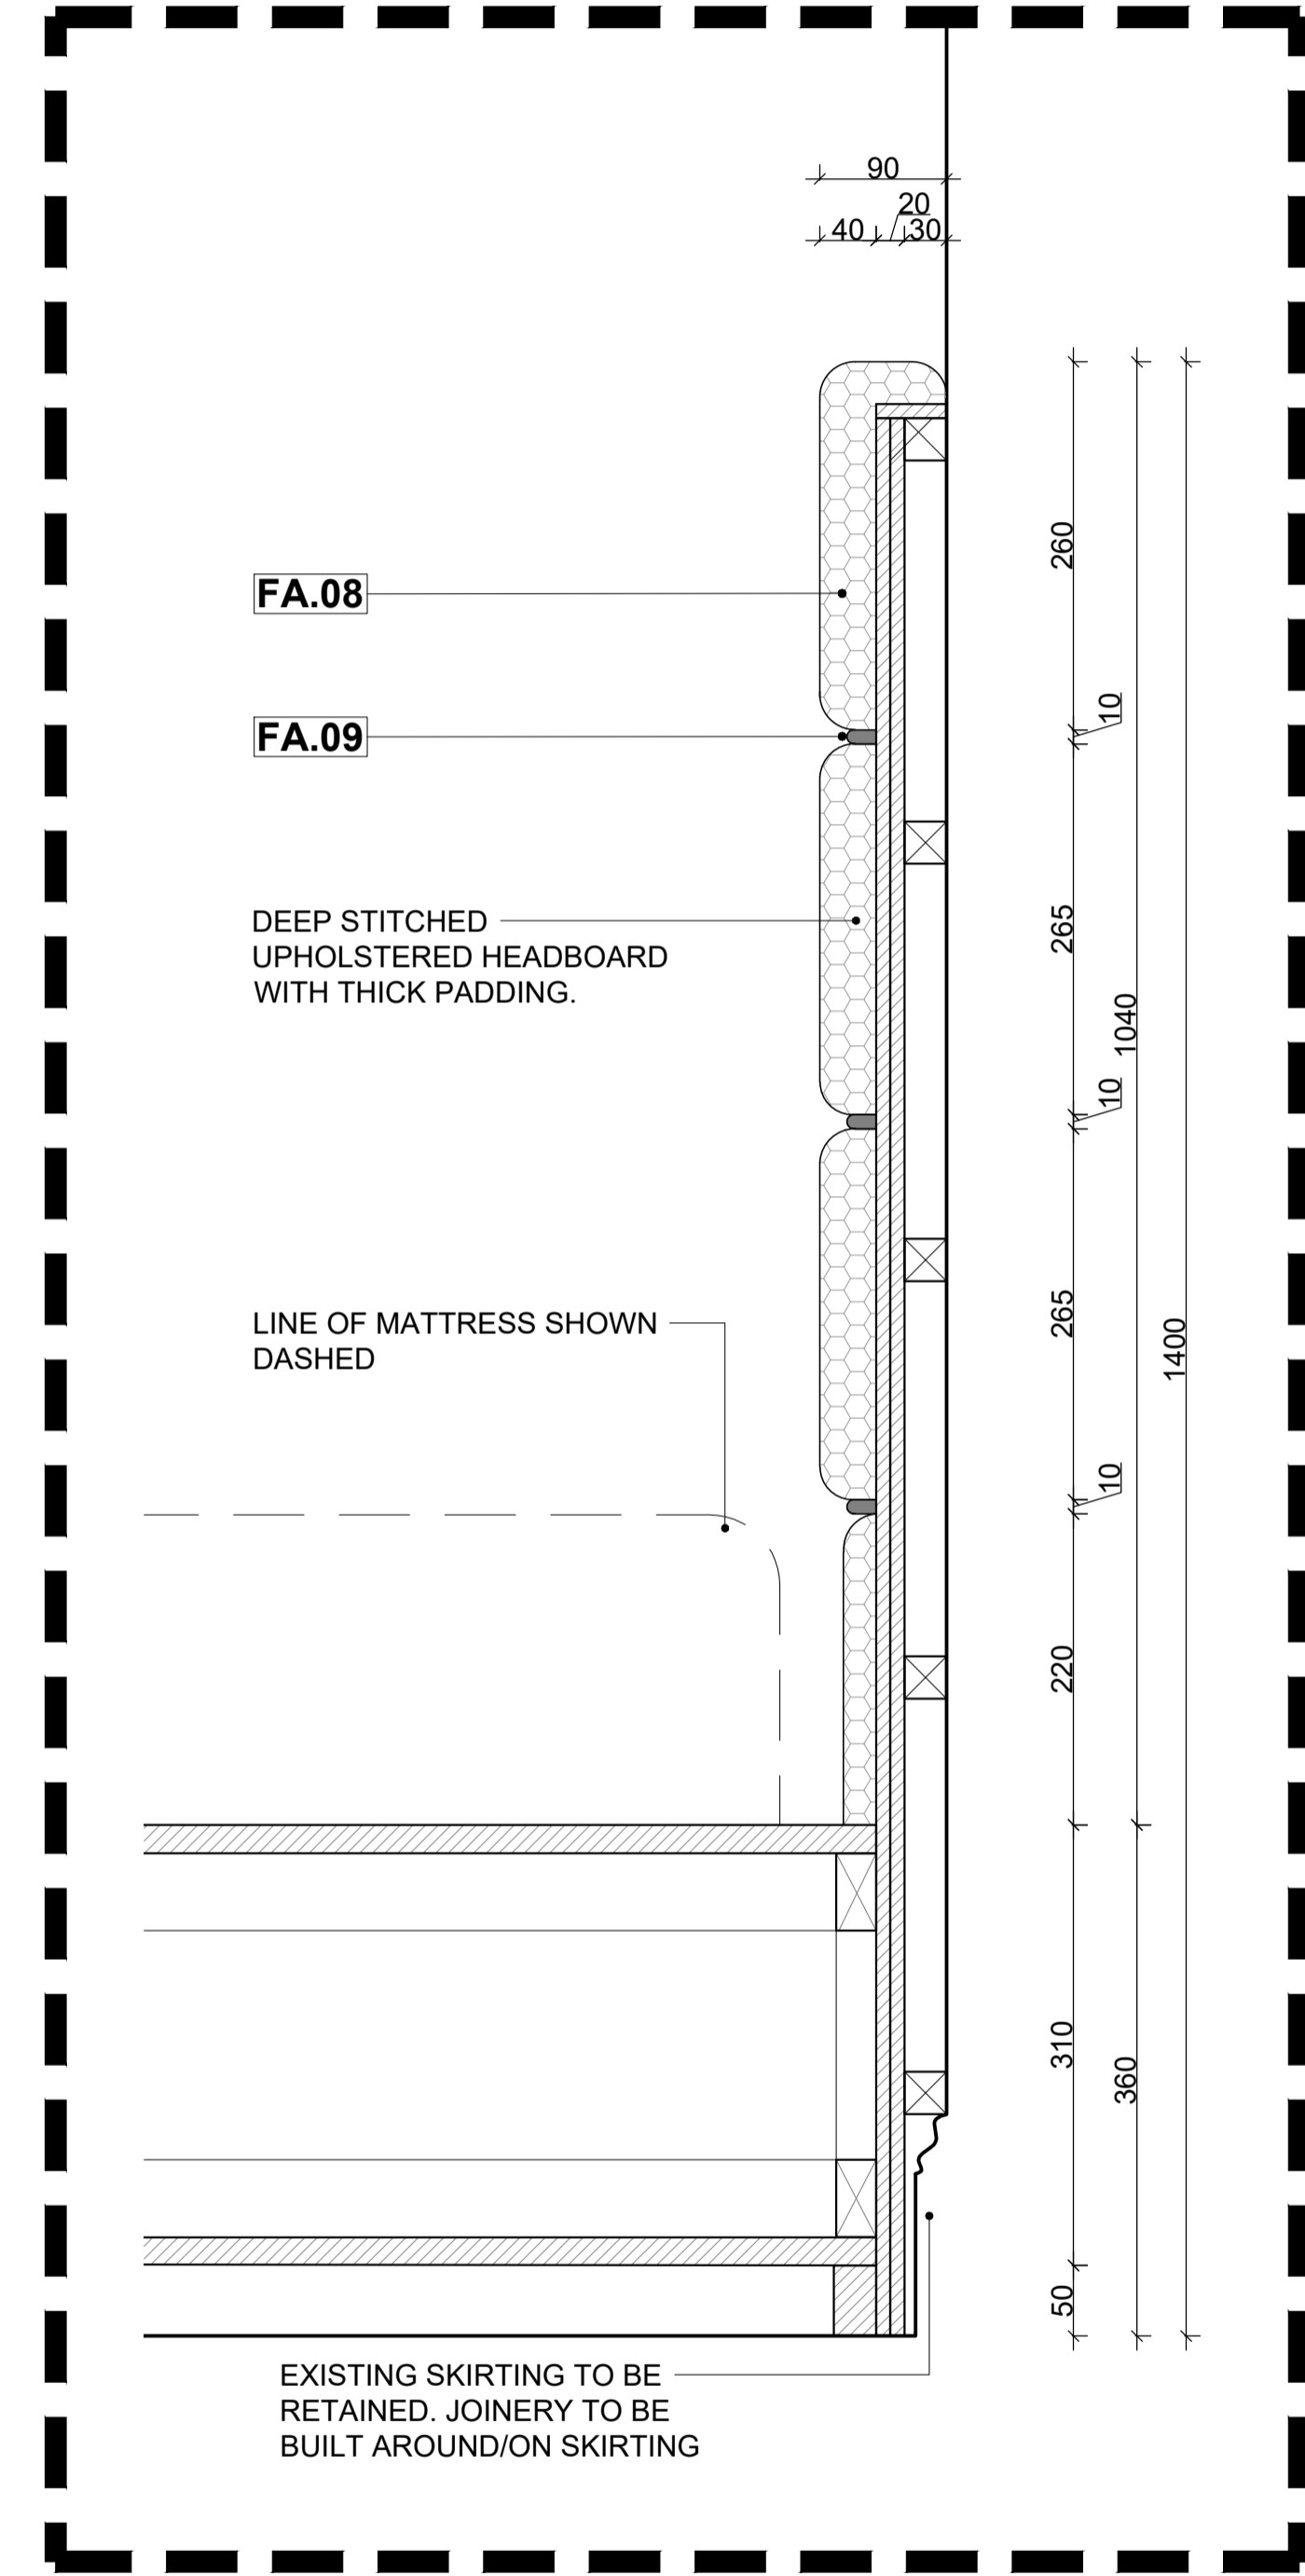 90
20
40
30
260
FA.08
10
FA.09
265
DEEP STITCHED
UPHOLSTERED HEADBOARD
WITH THICK PADDING.
1040
10
265
LINE OF MATTRESS SHOWN
DASHED
1400
10
220
310
360
50
EXISTING SKIRTING TO BE
RETAINED. JOINERY TO BE
BUILT AROUND/ON SKIRTING